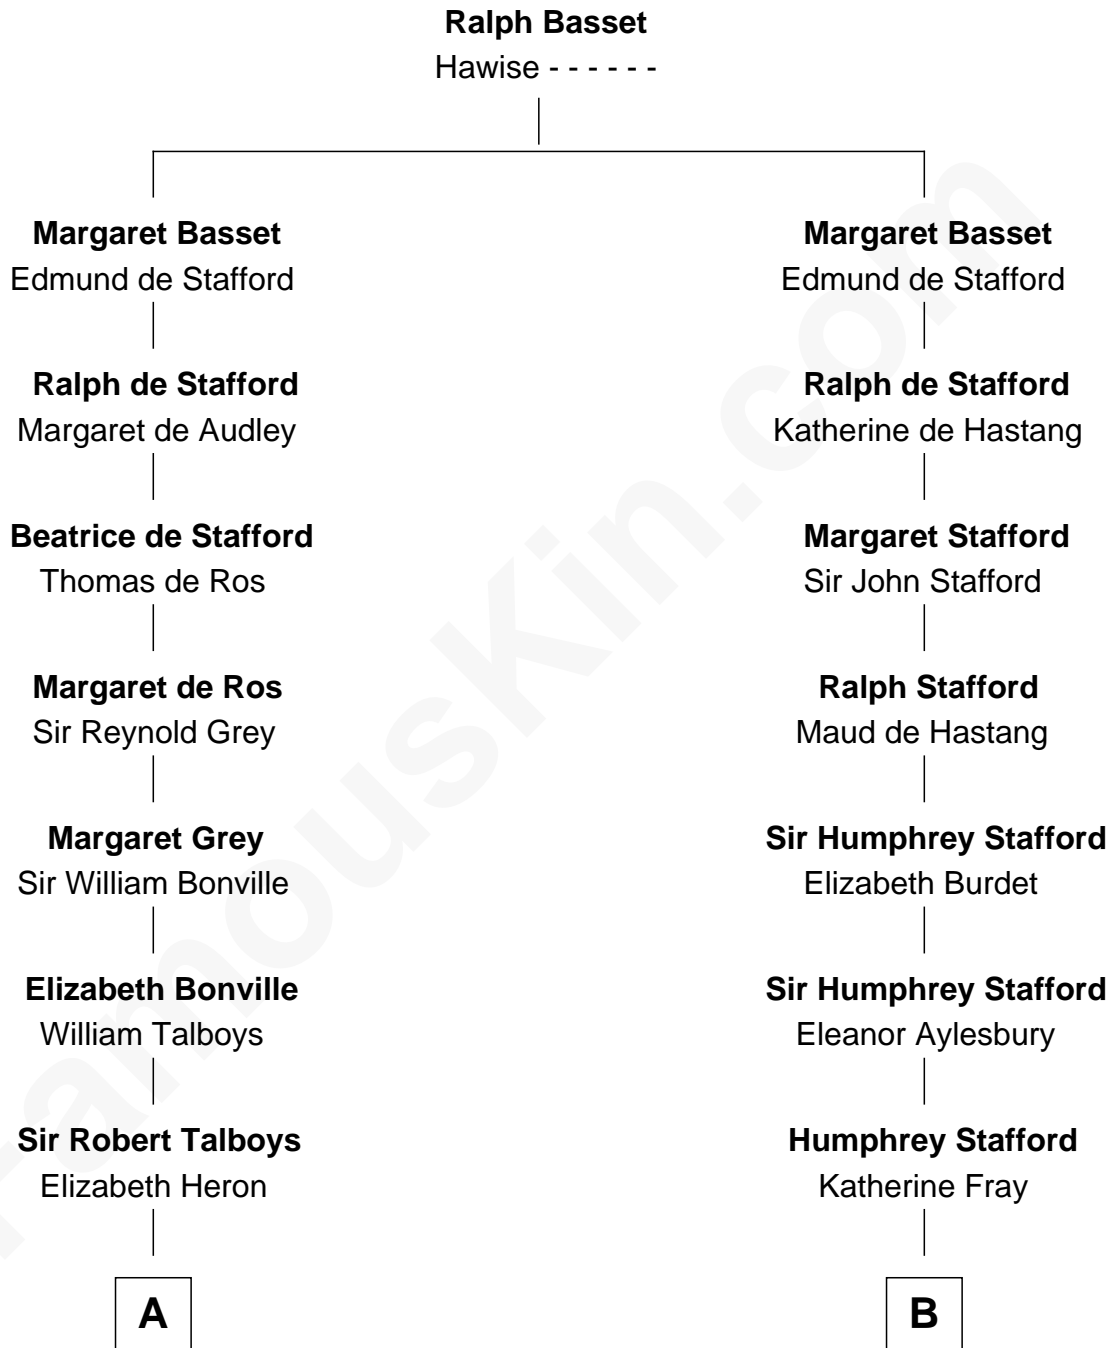 Ralph Basset
Hawise - - - - - -
Margaret Basset
Edmund de Stafford
Margaret Basset
Edmund de Stafford
Ralph de Stafford
Margaret de Audley
Ralph de Stafford
Katherine de Hastang
Beatrice de Stafford
Thomas de Ros
Margaret Stafford
Sir John Stafford
Margaret de Ros
Sir Reynold Grey
Ralph Stafford
Maud de Hastang
Margaret Grey
Sir William Bonville
Sir Humphrey Stafford
Elizabeth Burdet
Elizabeth Bonville
William Talboys
Sir Humphrey Stafford
Eleanor Aylesbury
Sir Robert Talboys
Elizabeth Heron
Humphrey Stafford
Katherine Fray
A
B
FamousKin.com